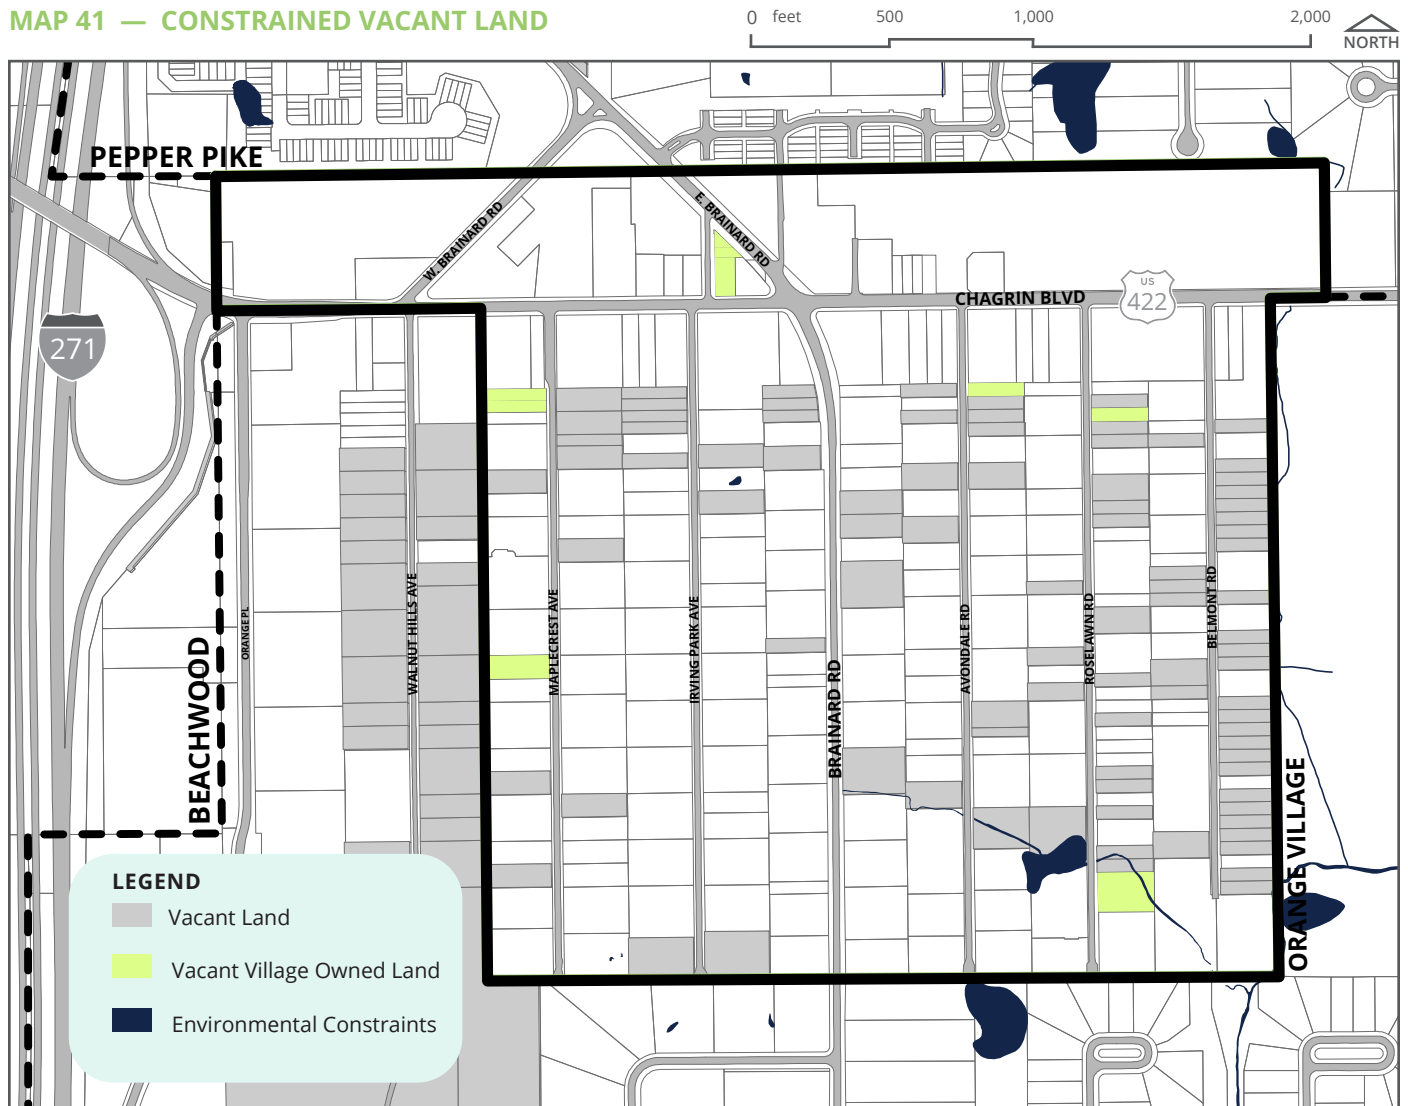 MAP 41 — CONSTRAINED VACANT LAND
0 feet 500 1,000 2,000
NORTH
PEPPER PIKE
W. BRAINARD RD
E. BRAINARD RD
CHAGRIN BLVD
US
422
271
BEACHWOOD
ORANGE PL
WALNUT HILLS AVE
MAPLECREST AVE
IRVING PARK AVE
BRAINARD RD
AVONDALE RD
ROSELAWN RD
BELMONT RD
ORANGE VILLAGE
LEGEND
Vacant Land
Vacant Village Owned Land
Environmental Constraints